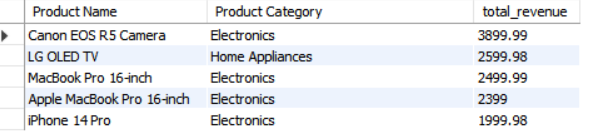 Product Name Product Category total_revenue
Canon EOS R5 Camera Electronics 3899.99
LG OLED TV Home Appliances 2599.98
MacBook Pro 16-inch Electronics 2499.99
Apple MacBook Pro 16-inch Electronics 2399
iPhone 14 Pro Electronics 1999.98